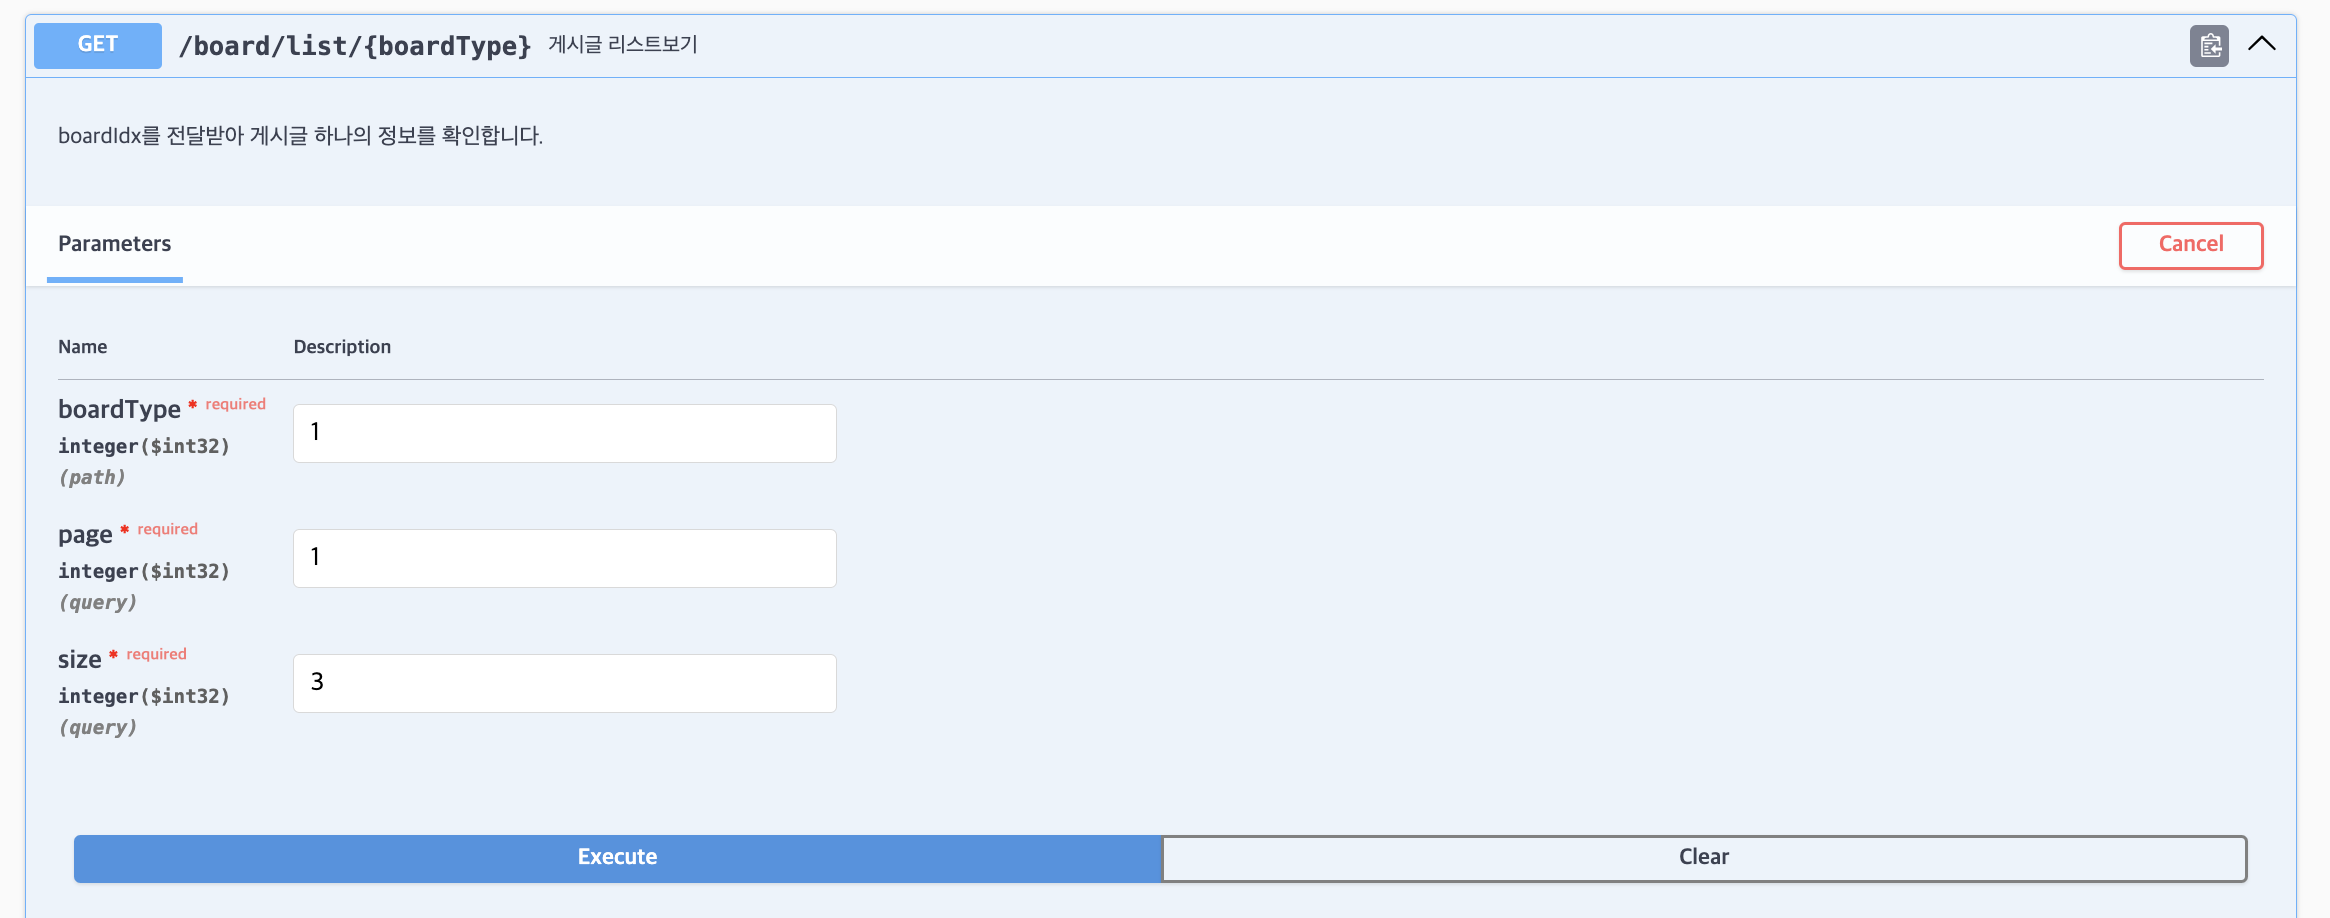 GET /board/list/{boardType} 게시글 리스트보기
boardIdx를 전달받아 게시글 하나의 정보를 확인합니다.
Parameters Cancel
Name Description
boardType * required
integer($int32)
(path)
1
page * required
integer($int32)
(query)
1
size * required
integer($int32)
(query)
3
Execute Clear